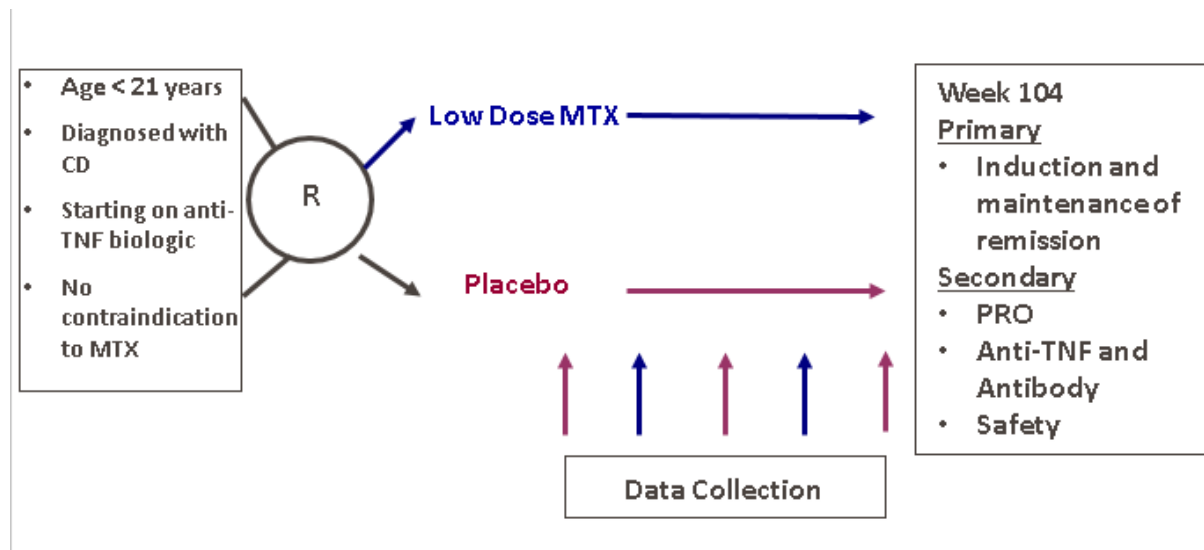 • Age < 21 years
• Diagnosed with
CD
• Starting on anti-
TNF biologic
• No
contraindication
to MTX
R
Low Dose MTX
Placebo
Data Collection
Week 104
Primary
• Induction and
maintenance of
remission
Secondary
• PRO
• Anti-TNF and
Antibody
• Safety